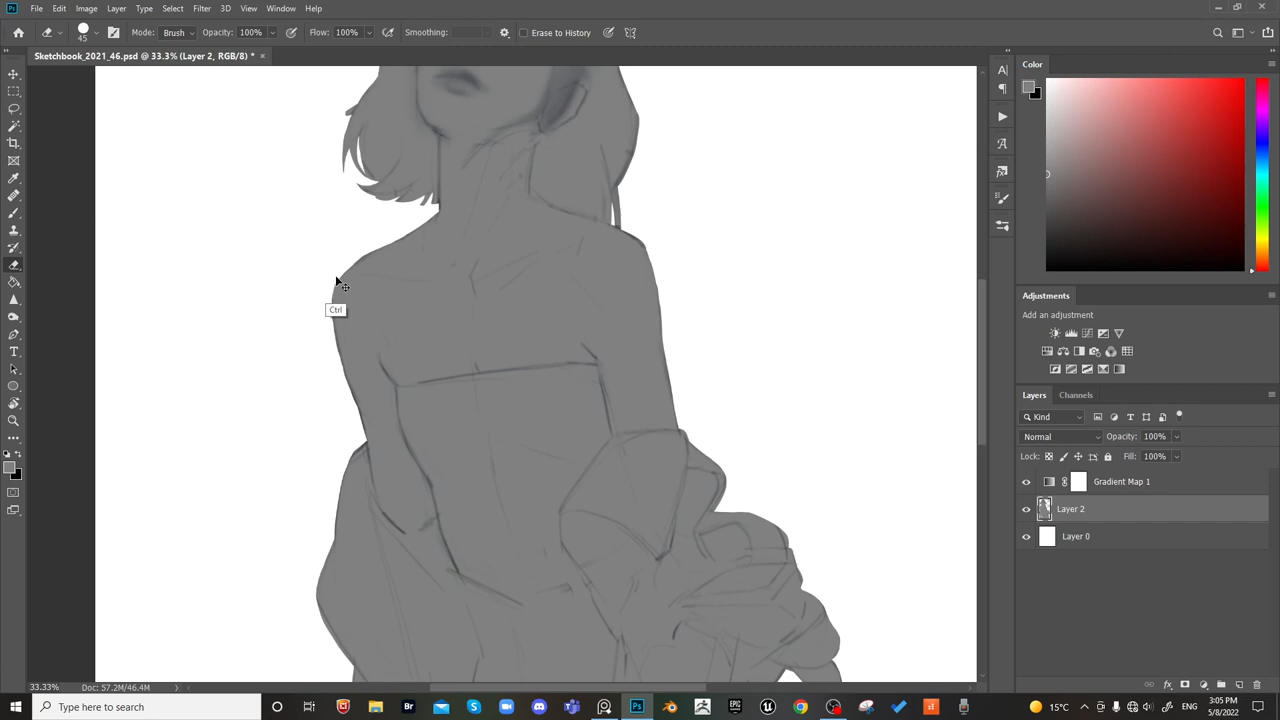 File Edit Image Layer Type Select Filter 3D View Window Help
45 Mode: Brush Opacity: 100% Flow: 100% Smoothing: Erase to History
Sketchbook_2021_46.psd @ 33.3% (Layer 2, RGB/8) *
Color
Ctrl
Adjustments
Add an adjustment
Layers Channels
Kind
Normal Opacity: 100%
Lock: Fill: 100%
Gradient Map 1
Layer 2
Layer 0
33.33% Doc: 57.2M/46.4M
Type here to search
15°C
3:05 PM
5/8/2022